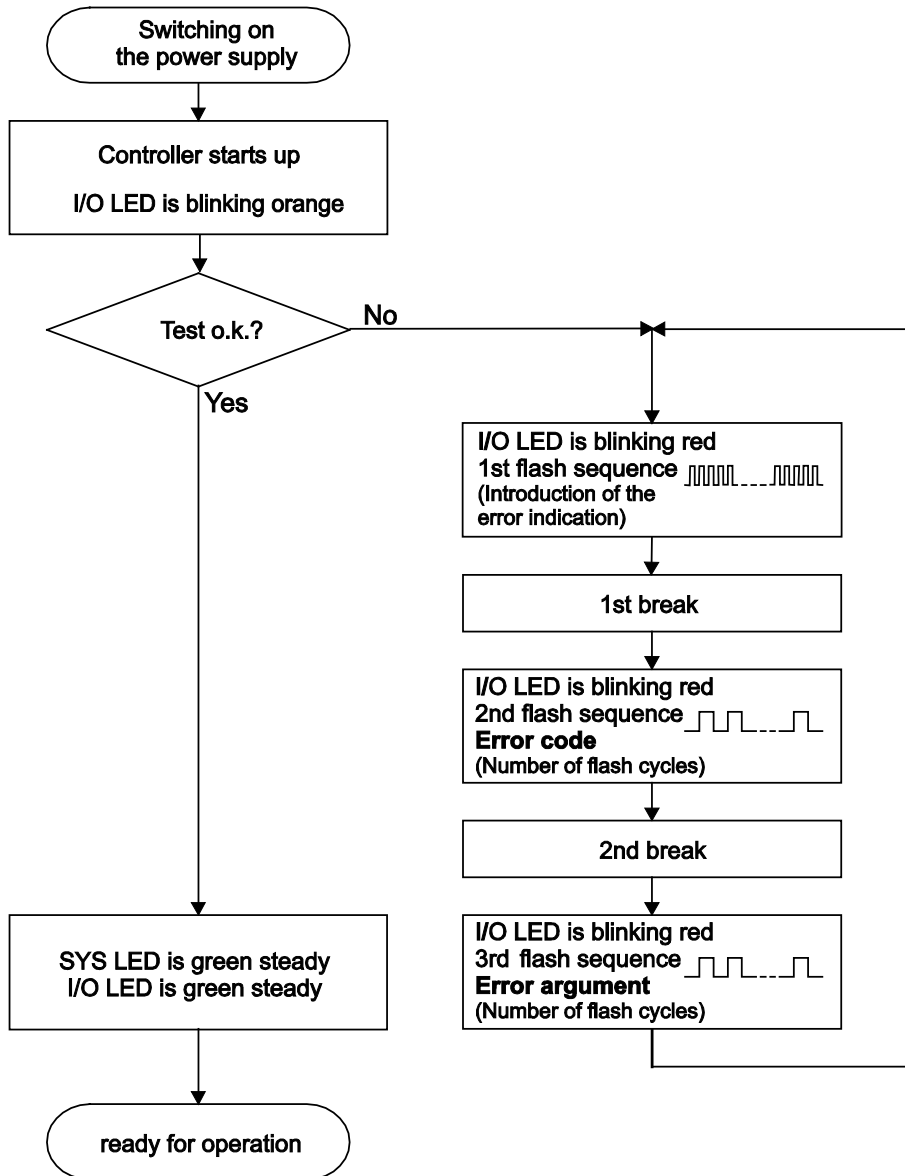 Switching on
the power supply
Controller starts up
I/O LED is blinking orange
Test o.k.?
No
Yes
I/O LED is blinking red
1st flash sequence
(Introduction of the
error indication)
1st break
I/O LED is blinking red
2nd flash sequence
Error code
(Number of flash cycles)
2nd break
I/O LED is blinking red
3rd flash sequence
Error argument
(Number of flash cycles)
SYS LED is green steady
I/O LED is green steady
ready for operation